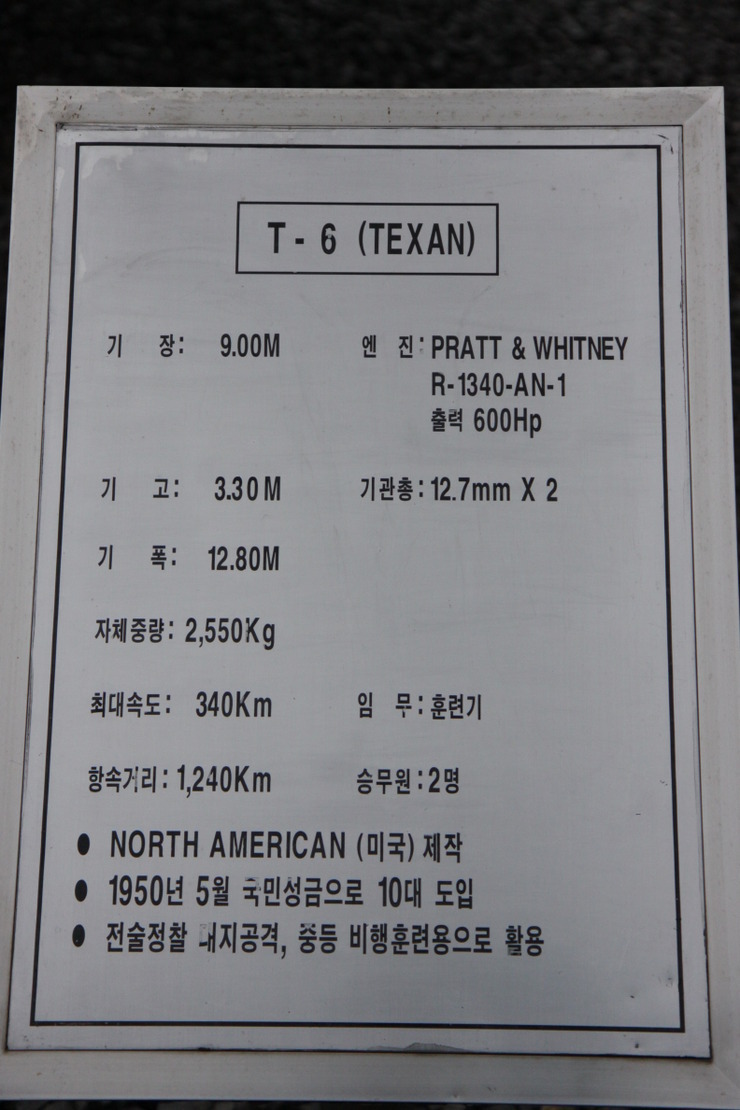 T - 6 (TEXAN)
기 장: 9.00M 엔 진: PRATT & WHITNEY
R-1340-AN-1
출력 600Hp
기 고: 3.30M 기관총: 12.7mm X 2
기 폭: 12.80M
자체중량: 2,550Kg
최대속도: 340Km 임 무: 훈련기
항속거리: 1,240Km 승무원: 2명
● NORTH AMERICAN (미국) 제작
● 1950년 5월 국민성금으로 10대 도입
● 전술정찰 대지공격, 중등 비행훈련용으로 활용